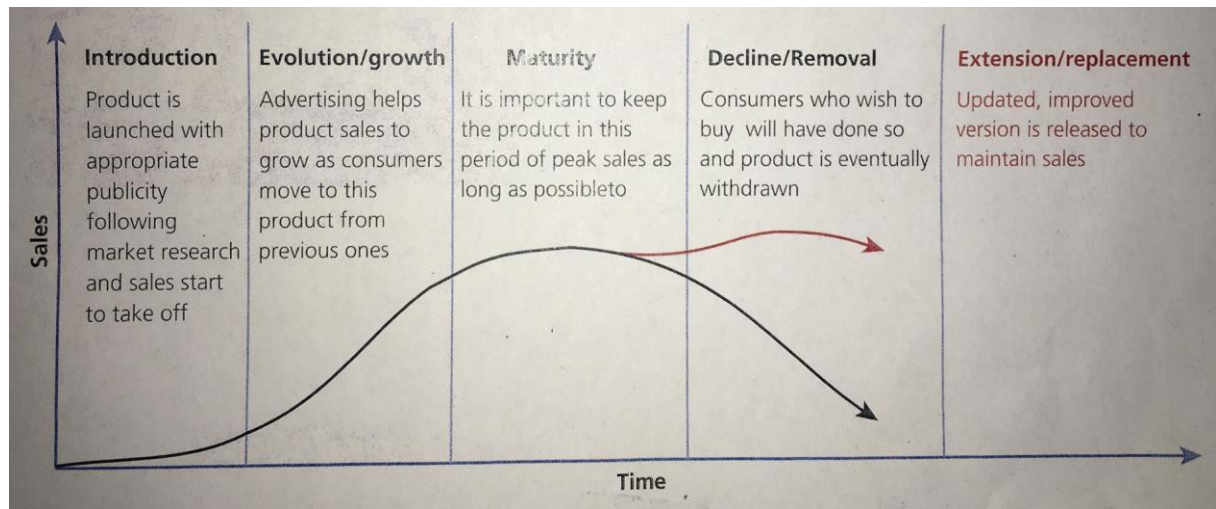 Introduction
Product is
launched with
appropriate
publicity
following
market research
and sales start
to take off
Evolution/growth
Advertising helps
product sales to
grow as consumers
move to this
product from
previous ones
Maturity
It is important to keep
the product in this
period of peak sales as
long as possibleto
Decline/Removal
Consumers who wish to
buy will have done so
and product is eventually
withdrawn
Extension/replacement
Updated, improved
version is released to
maintain sales
Sales
Time